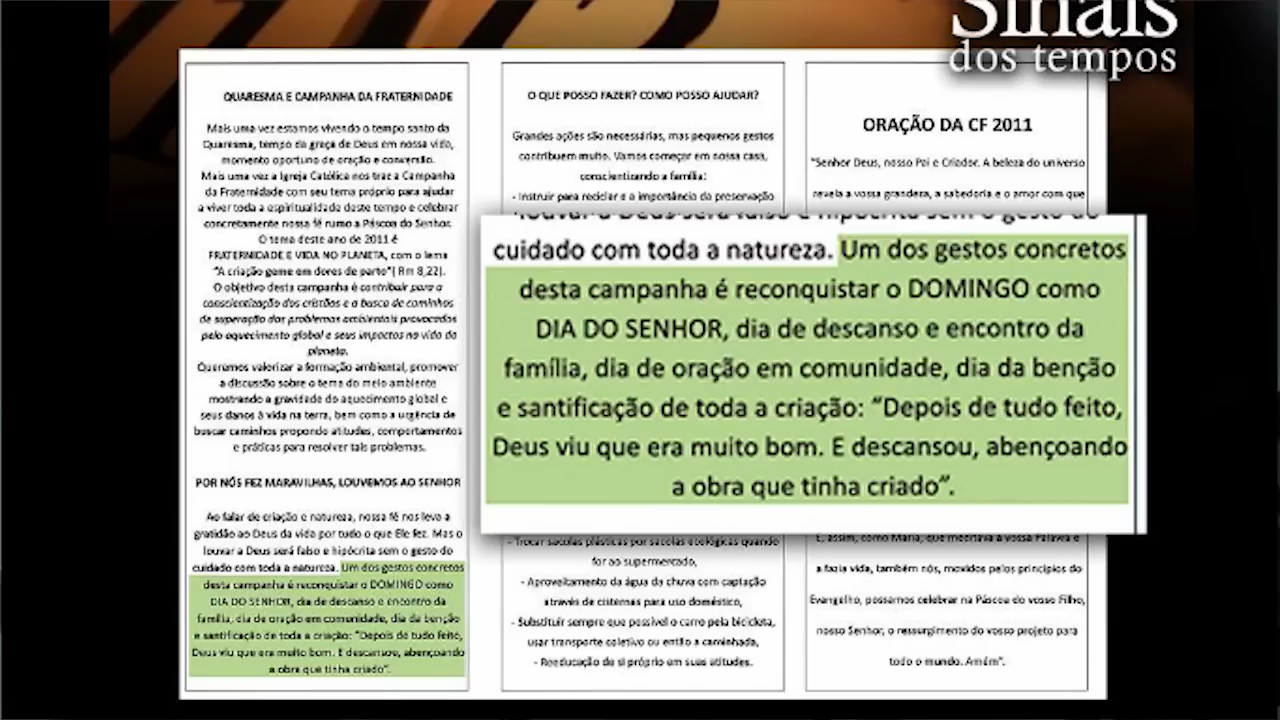 Sinais
dos tempos
QUARESMA E CAMPANHA DA FRATERNIDADE
Mais uma vez estamos vivendo o tempo santo da
Quaresma, tempo da graça de Deus em nossa vida,
momento oportuno de oração e conversão.
Mais uma vez a Igreja Católica nos traz a Campanha
da Fraternidade com seu tema próprio para ajudar
a viver toda a espiritualidade deste tempo e celebrar
concretamente nossa fé rumo a Páscoa do Senhor.
O tema deste ano de 2011 é
FRATERNIDADE E VIDA NO PLANETA, com o lema
"A criação geme em dores de parto"( Rm 8,22).
O objetivo desta campanha é contribuir para a
conscientização dos cristãos e a busca de caminhos
de superação dos problemas ambientais provocados
pelo aquecimento global e seus impactos na vida do
planeta.
Queremos valorizar a formação ambiental, promover
a discussão sobre o tema do meio ambiente
mostrando a gravidade do aquecimento global e
seus danos à vida na terra, bem como a urgência de
buscar caminhos propondo atitudes, comportamentos
e práticas para resolver tais problemas.
POR NÓS FEZ MARAVILHAS, LOUVEMOS AO SENHOR
Ao falar de criação e natureza, nossa fé nos leva a
gratidão ao Deus da vida por tudo o que Ele fez. Mas o
louvar a Deus será falso e hipócrita sem o gesto do
cuidado com toda a natureza. Um dos gestos concretos
desta campanha é reconquistar o DOMINGO como
DIA DO SENHOR, dia de descanso e encontro da
família, dia de oração em comunidade, dia da benção
e santificação de toda a criação: "Depois de tudo feito,
Deus viu que era muito bom. E descansou, abençoando
a obra que tinha criado".
O QUE POSSO FAZER? COMO POSSO AJUDAR?
Grandes ações são necessárias, mas pequenos gestos
contribuem muito. Vamos começar em nossa casa,
conscientizando a família:
- Instruir para reciclar e a importância da preservação
louvar a Deus será falso e hipócrita sem o gesto do
cuidado com toda a natureza. Um dos gestos concretos
desta campanha é reconquistar o DOMINGO como
DIA DO SENHOR, dia de descanso e encontro da
família, dia de oração em comunidade, dia da benção
e santificação de toda a criação: "Depois de tudo feito,
Deus viu que era muito bom. E descansou, abençoando
a obra que tinha criado".
- Trocar sacolas plásticas por sacolas ecológicas quando
for ao supermercado,
- Aproveitamento da água da chuva com captação
através de cisternas para uso doméstico,
- Substituir sempre que possível o carro pela bicicleta,
usar transporte coletivo ou então a caminhada,
- Reeducação de si próprio em suas atitudes.
ORAÇÃO DA CF 2011
"Senhor Deus, nosso Pai e Criador. A beleza do universo
revela a vossa grandeza, a sabedoria e o amor com que
E, assim, como Maria, que meditava a vossa Palavra e
a fazia vida, também nós, movidos pelos princípios do
Evangelho, possamos celebrar na Páscoa do vosso Filho,
nosso Senhor, o ressurgimento do vosso projeto para
todo o mundo. Amém".